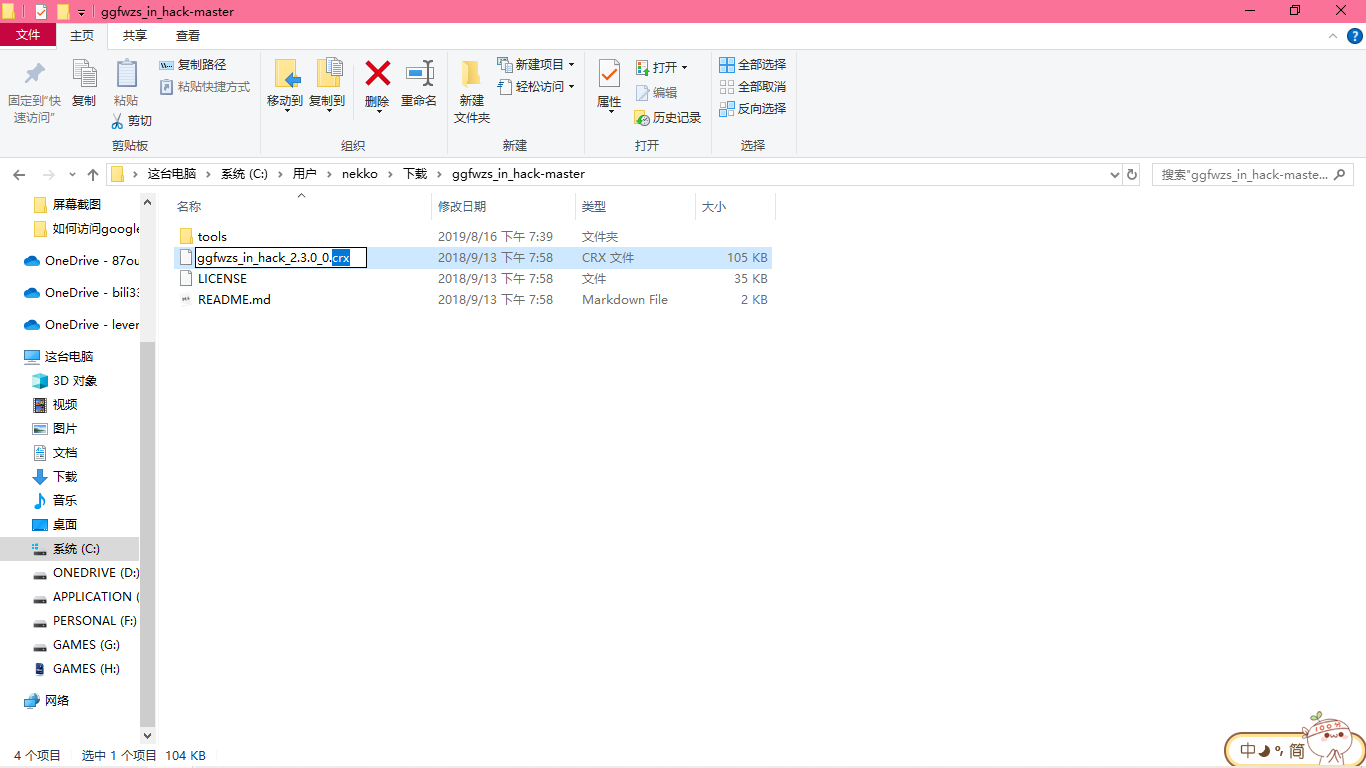 ggfwzs_in_hack-master
文件 主页 共享 查看
固定到"快速访问"
复制
粘贴
复制路径
粘贴快捷方式
剪切
剪贴板
移动到
复制到
删除
重命名
组织
新建
文件夹
新建项目
轻松访问
新建
属性
打开
编辑
历史记录
打开
全部选择
全部取消
反向选择
选择
这台电脑 系统 (C:) 用户 nekko 下载 ggfwzs_in_hack-master
搜索"ggfwzs_in_hack-maste...
名称 修改日期 类型 大小
tools 2019/8/16 下午 7:39 文件夹
ggfwzs_in_hack_2.3.0_0.crx 2018/9/13 下午 7:58 CRX 文件 105 KB
LICENSE 2018/9/13 下午 7:58 文件 35 KB
README.md 2018/9/13 下午 7:58 Markdown File 2 KB
屏幕截图
如何访问google
OneDrive - 87ou
OneDrive - bili33
OneDrive - lever
这台电脑
3D 对象
视频
图片
文档
下载
音乐
桌面
系统 (C:)
ONEDRIVE (D:)
APPLICATION (
PERSONAL (F:)
GAMES (G:)
GAMES (H:)
网络
4 个项目 选中 1 个项目 104 KB
中 简
100%